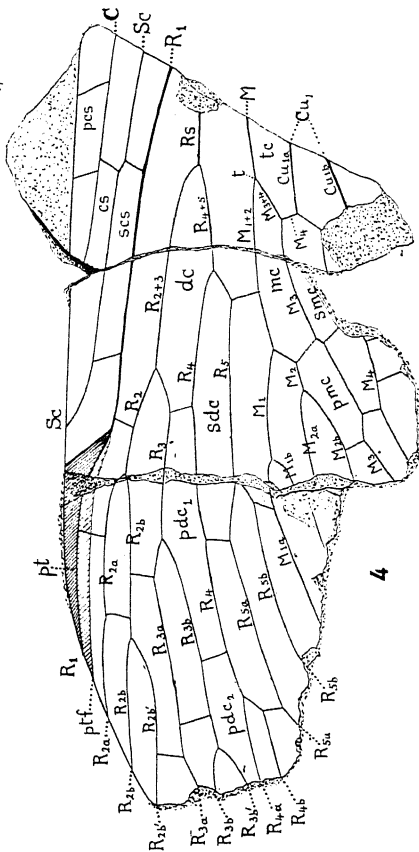 C
Sc
R₁
pcs
cs
scs
Rs
R₄₊₅
M
t
tc
Cu₁
Cu₁ₐ
Cu₁b
M₁₊₂
M₃₊₄
M₄
Sc
R₂₊₃
dc
R₂
R₃
R₄
R₅
sdc
M₁
mc
M₂
M₃
smc
M₁b
M₂ₐ
M₂b
pmc
M₄
M₃
pt
R₁
ptf
R₂ₐ
R₂b
R₂b
R₂ₐ
R₂b'
R₃ₐ
R₃b
pdc₁
R₄
R₅ₐ
R₅b
M₁ₐ
pdc₂
R₂ₐ
R₂b
R₂b'
R₃ₐ
R₃b
R₃b'
R₄ₐ
R₄b
R₅ₐ
R₅b
4